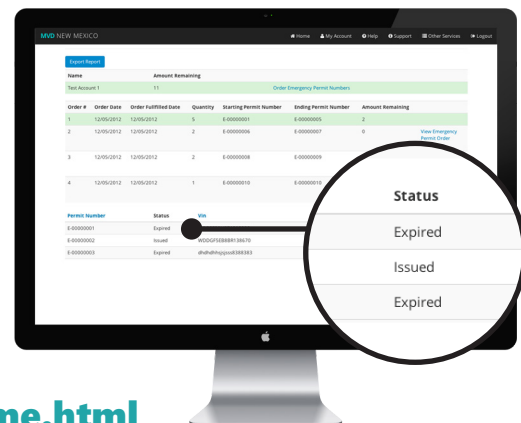 MVD NEW MEXICO Home My Account Help Support Other Services Logout
Export Report
Name Amount Remaining
Test Account 1 11 Order Emergency Permit Numbers
Order # Order Date Order Fullfilled Date Quantity Starting Permit Number Ending Permit Number Amount Remaining
1 12/05/2012 12/05/2012 5 E-00000001 E-00000005 2
2 12/05/2012 12/05/2012 2 E-00000006 E-00000007 0 View Emergency
Permit Order
3 12/05/2012 12/05/2012 2 E-00000008 E-00000009
4 12/05/2012 12/05/2012 1 E-00000010 E-00000010
Permit Number Status Vin
E-00000001 Expired
E-00000002 Issued
E-00000003 Expired
Status
Expired
Issued
Expired
me.html